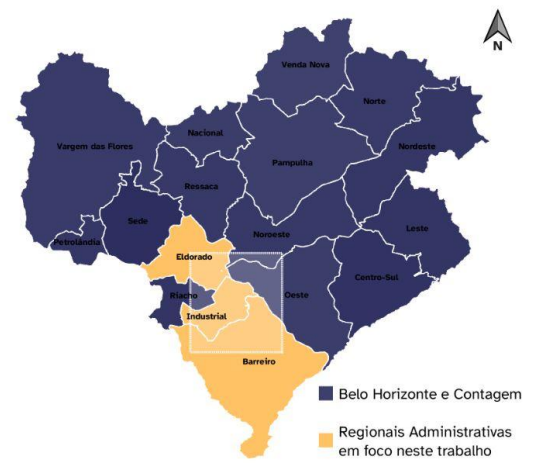 N
Venda Nova
Norte
Nacional
Nordeste
Vargem das Flores
Pampulha
Ressaca
Sede
Leste
Petrolândia
Noroeste
Eldorado
Centro-Sul
Riacho
Oeste
Industrial
Barreiro
Belo Horizonte e Contagem
Regionais Administrativas
em foco neste trabalho